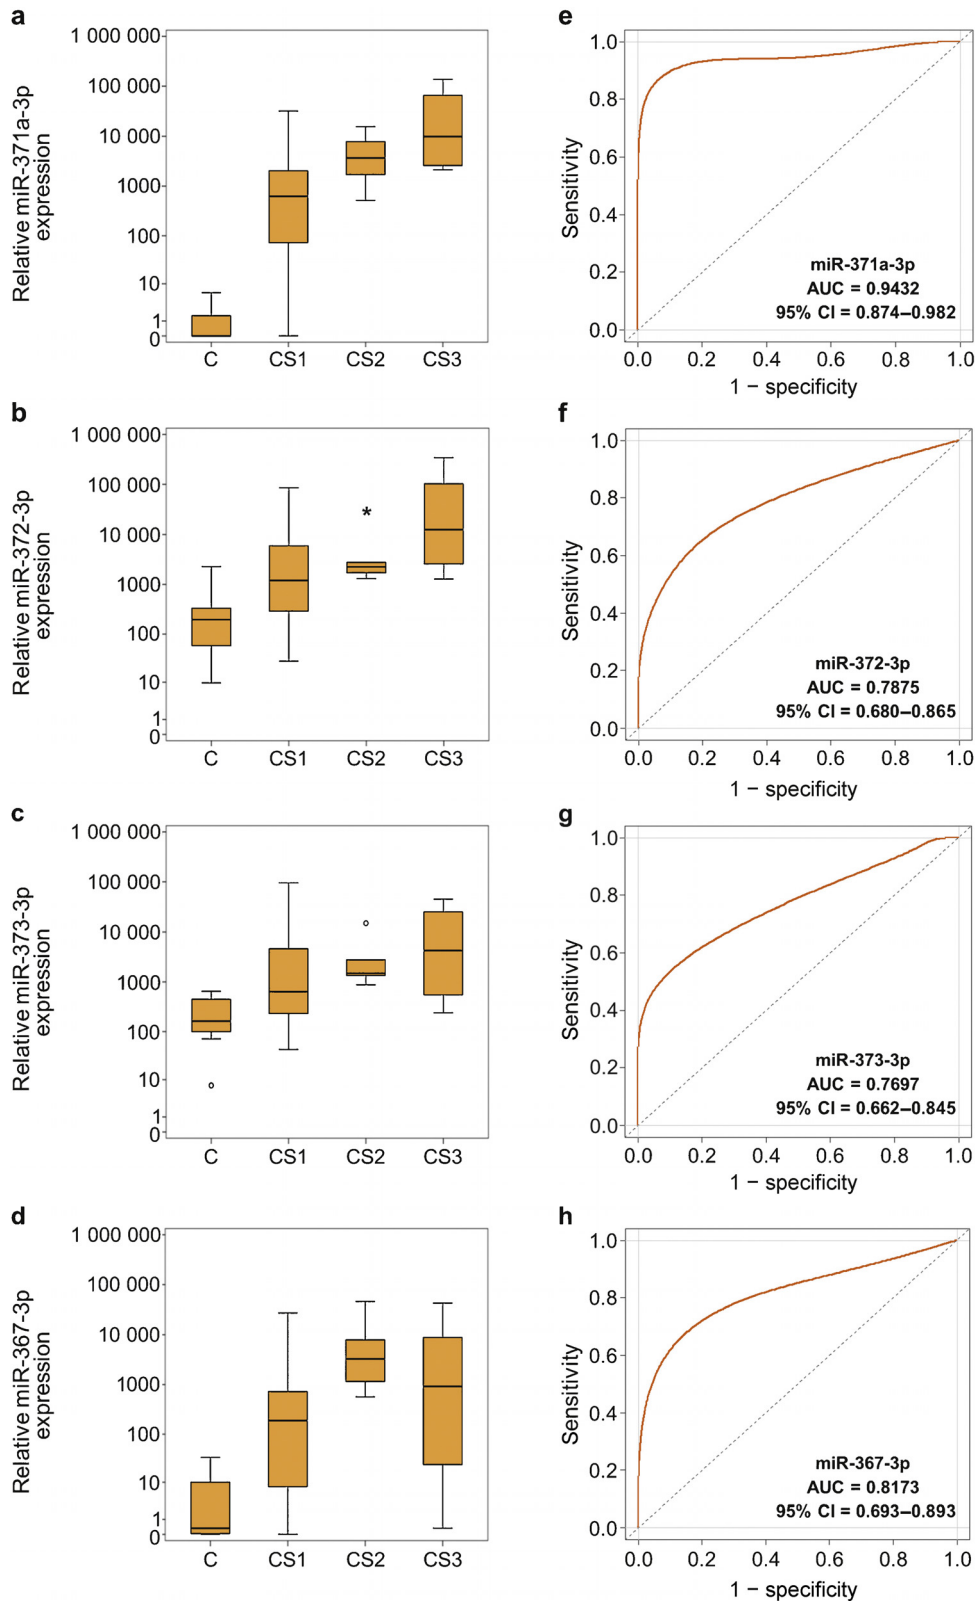 a
Relative miR-371a-3p
expression
1 000 000
100 000
10 000
1000
100
10
1
0
C CS1 CS2 CS3
e
Sensitivity
1.0
0.8
0.6
0.4
0.2
0.0
miR-371a-3p
AUC = 0.9432
95% CI = 0.874–0.982
0.0 0.2 0.4 0.6 0.8 1.0
1 − specificity
b
Relative miR-372-3p
expression
1 000 000
100 000
10 000
1000
100
10
1
0
*
C CS1 CS2 CS3
f
Sensitivity
1.0
0.8
0.6
0.4
0.2
0.0
miR-372-3p
AUC = 0.7875
95% CI = 0.680–0.865
0.0 0.2 0.4 0.6 0.8 1.0
1 − specificity
c
Relative miR-373-3p
expression
1 000 000
100 000
10 000
1000
100
10
1
0
C CS1 CS2 CS3
g
Sensitivity
1.0
0.8
0.6
0.4
0.2
0.0
miR-373-3p
AUC = 0.7697
95% CI = 0.662–0.845
0.0 0.2 0.4 0.6 0.8 1.0
1 − specificity
d
Relative miR-367-3p
expression
1 000 000
100 000
10 000
1000
100
10
1
0
C CS1 CS2 CS3
h
Sensitivity
1.0
0.8
0.6
0.4
0.2
0.0
miR-367-3p
AUC = 0.8173
95% CI = 0.693–0.893
0.0 0.2 0.4 0.6 0.8 1.0
1 − specificity